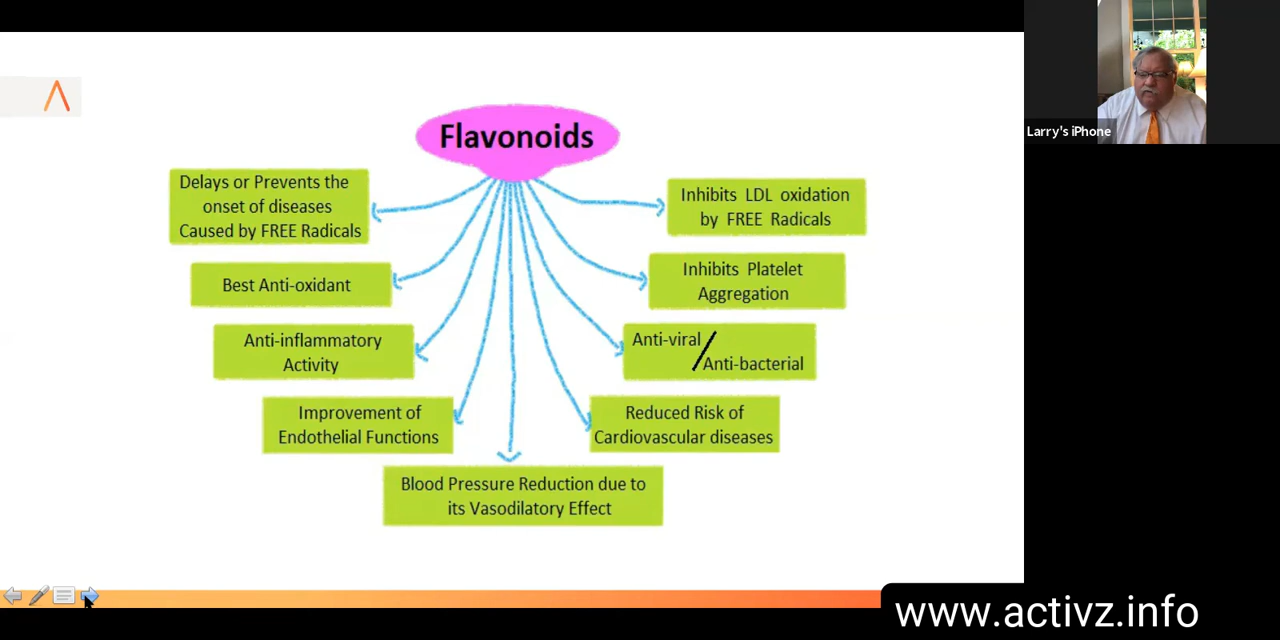 Flavonoids
Delays or Prevents the
onset of diseases
Caused by FREE Radicals
Best Anti-oxidant
Anti-inflammatory
Activity
Improvement of
Endothelial Functions
Blood Pressure Reduction due to
its Vasodilatory Effect
Inhibits LDL oxidation
by FREE Radicals
Inhibits Platelet
Aggregation
Anti-viral/
Anti-bacterial
Reduced Risk of
Cardiovascular diseases
Larry's iPhone
www.activz.info